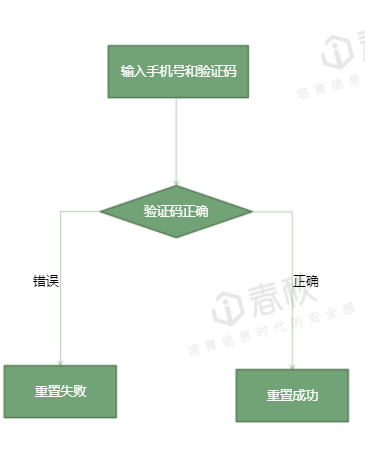 春秋
培育信息
输入手机号和验证码
验证码正确
错误
正确
春秋
培育信息时代的安全感
重置失败
重置成功